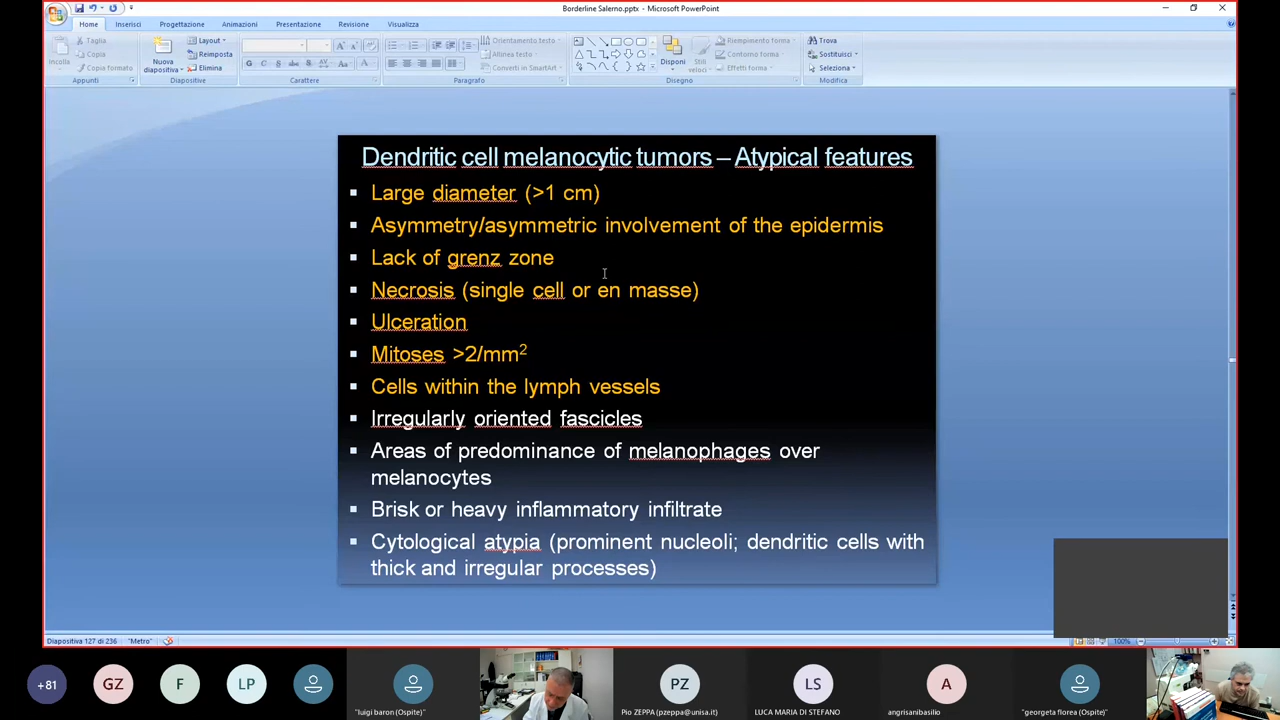 Borderline Salerno.pptx - Microsoft PowerPoint
Home Inserisci Progettazione Animazioni Presentazione Revisione Visualizza
Incolla
Taglia
Copia
Copia formato
Appunti
Nuova diapositiva
Layout
Reimposta
Elimina
Diapositive
Carattere
Orientamento testo
Allinea testo
Converti in SmartArt
Paragrafo
Disponi
Stili veloci
Riempimento forma
Contorno forma
Effetti forma
Disegno
Trova
Sostituisci
Seleziona
Modifica
Dendritic cell melanocytic tumors – Atypical features
Large diameter (>1 cm)
Asymmetry/asymmetric involvement of the epidermis
Lack of grenz zone
Necrosis (single cell or en masse)
Ulceration
Mitoses >2/mm²
Cells within the lymph vessels
Irregularly oriented fascicles
Areas of predominance of melanophages over
melanocytes
Brisk or heavy inflammatory infiltrate
Cytological atypia (prominent nucleoli; dendritic cells with
thick and irregular processes)
Diapositiva 127 di 236 "Metro" 100%
+81 GZ F LP PZ LS A
"luigi baron (Ospite)" Pio ZEPPA (pzeppa@unisa.it) LUCA MARIA DI STEFANO angrisanibasilio "georgeta florea (Ospite)"